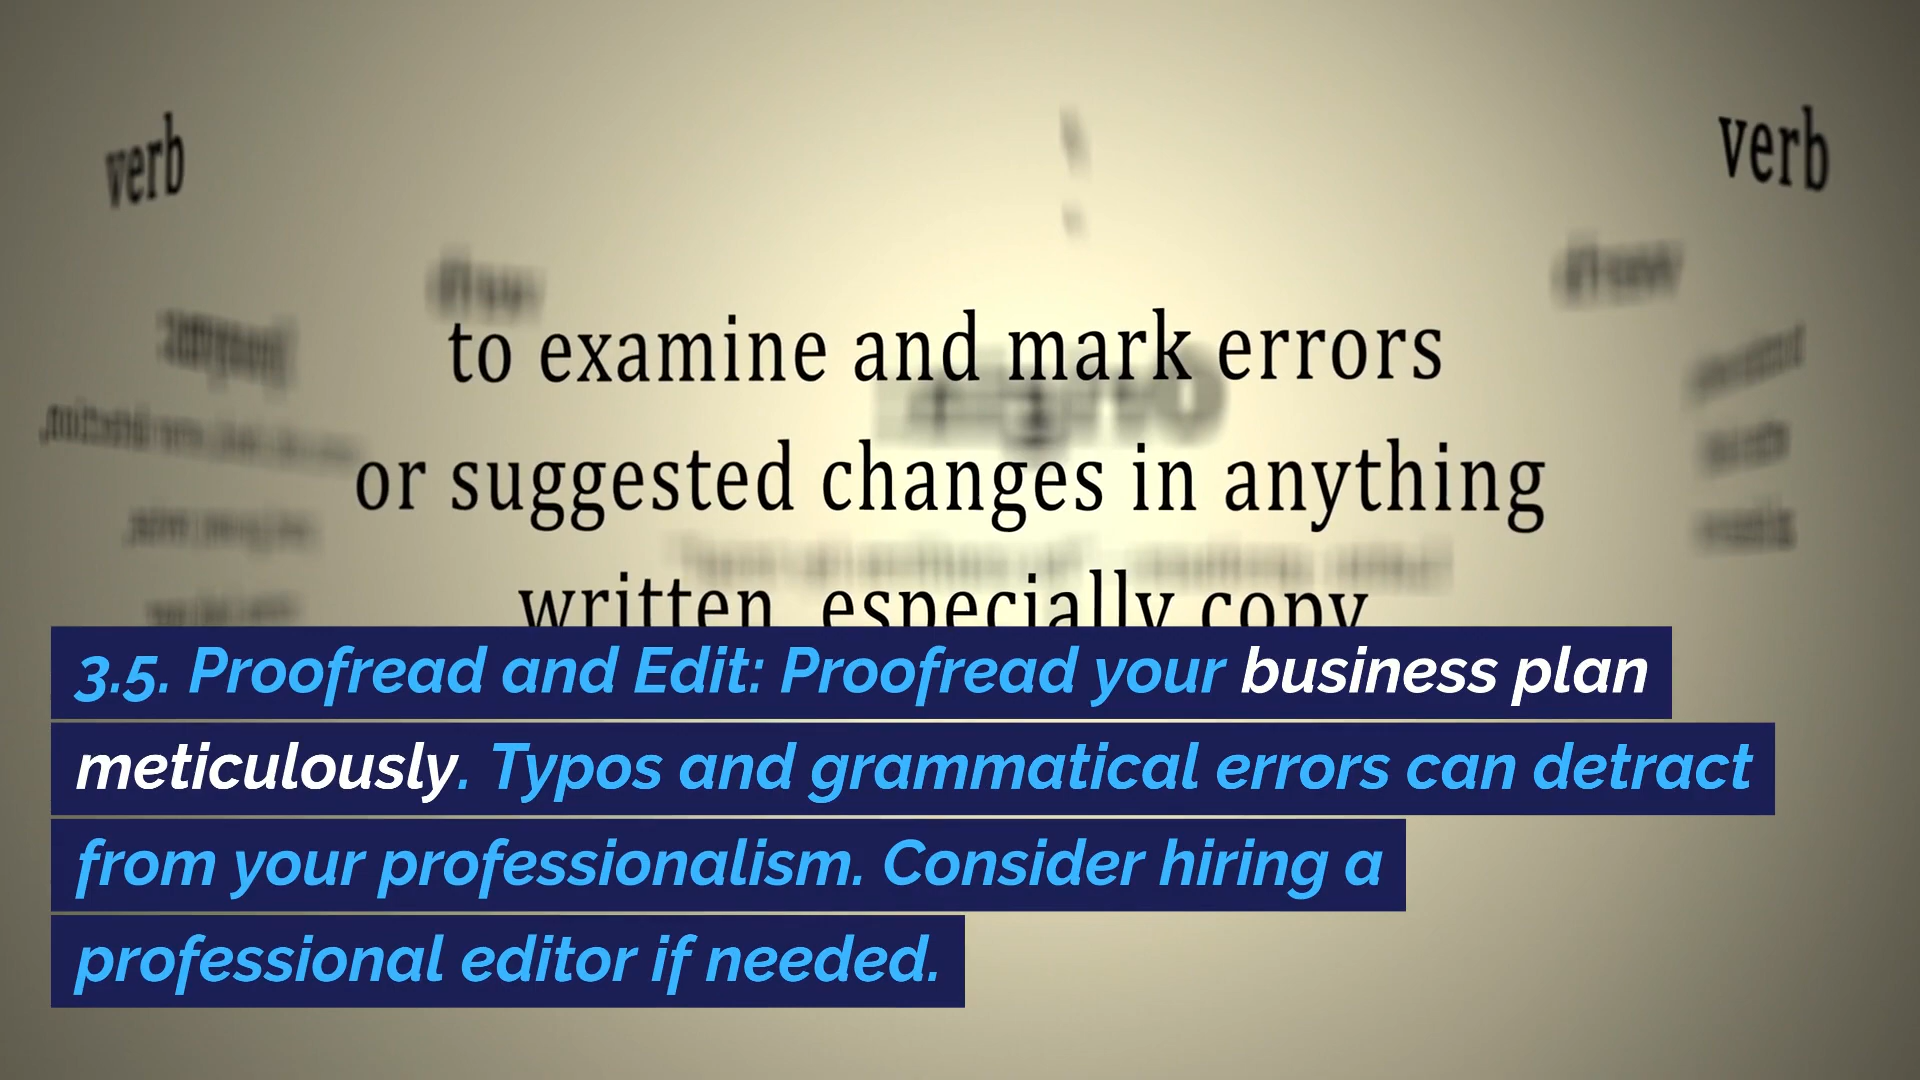 verb
verb
to examine and mark errors
or suggested changes in anything
written, especially copy
3.5. Proofread and Edit: Proofread your business plan
meticulously. Typos and grammatical errors can detract
from your professionalism. Consider hiring a
professional editor if needed.